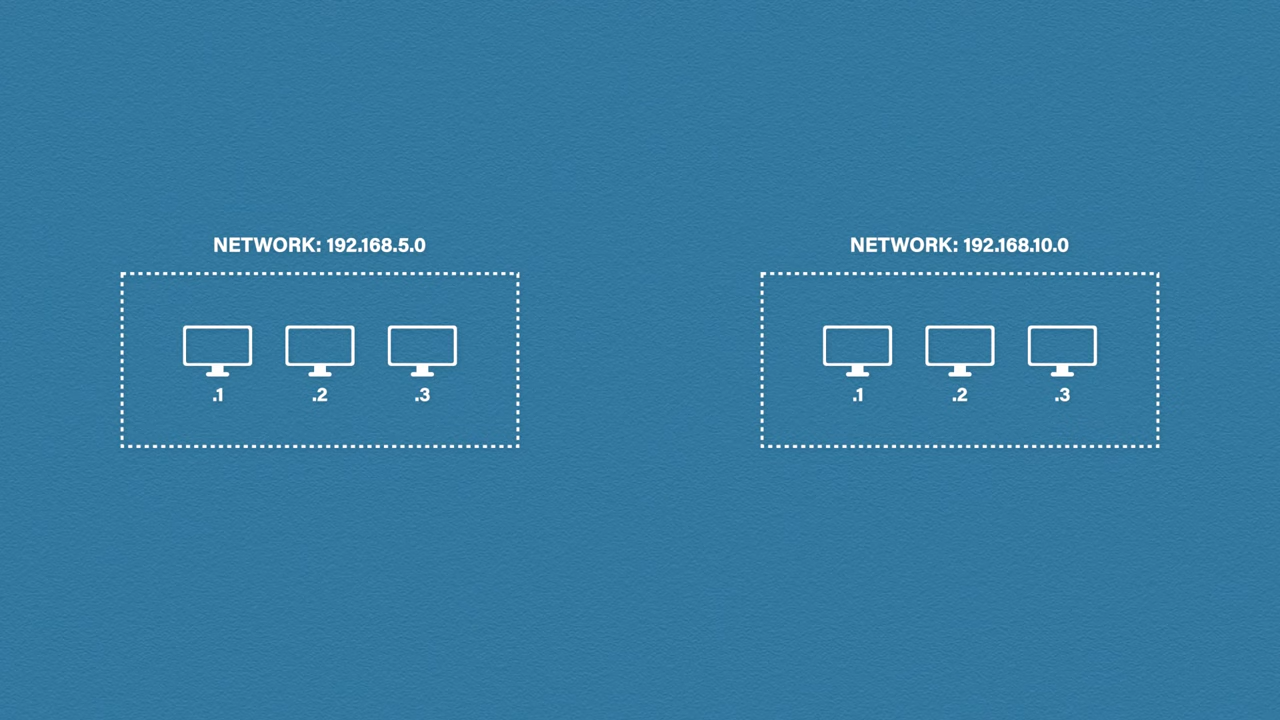 NETWORK: 192.168.5.0
.1 .2 .3
NETWORK: 192.168.10.0
.1 .2 .3